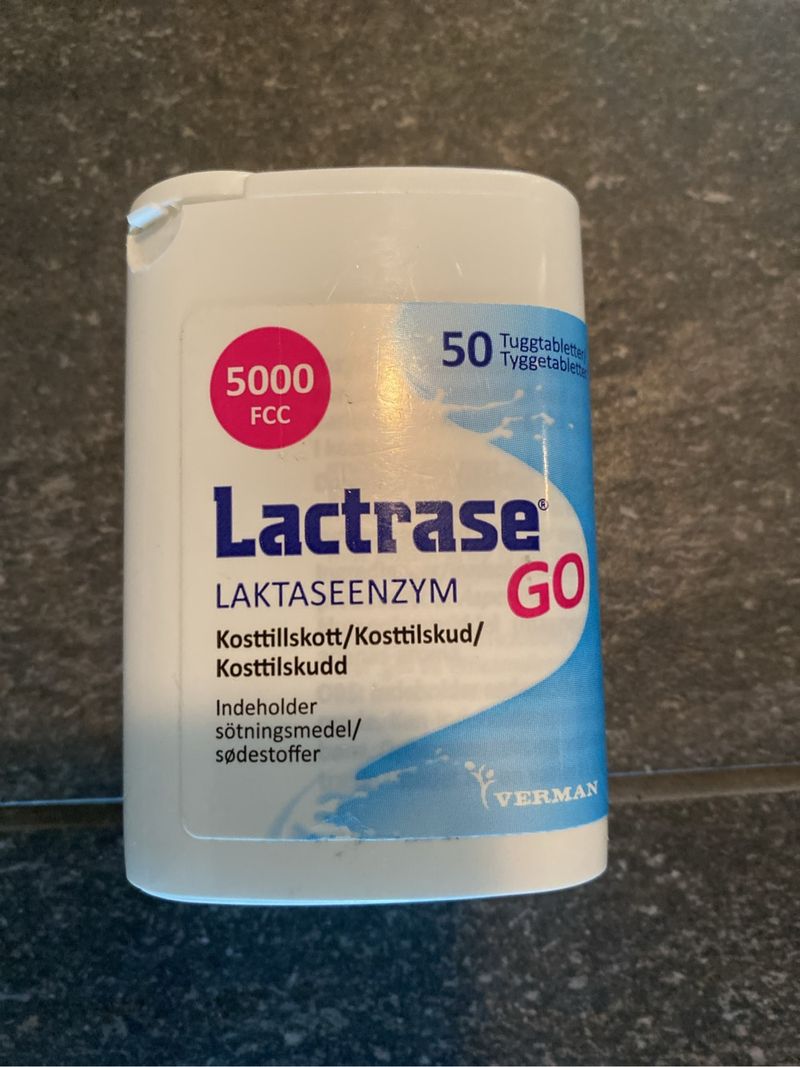 5000
FCC
50 Tuggtabletter/
Tyggetabletter
Lactrase®
GO
LAKTASEENZYM
Kosttillskott/Kosttilskud/
Kosttilskudd
Indeholder
sötningsmedel/
sødestoffer
VERMAN